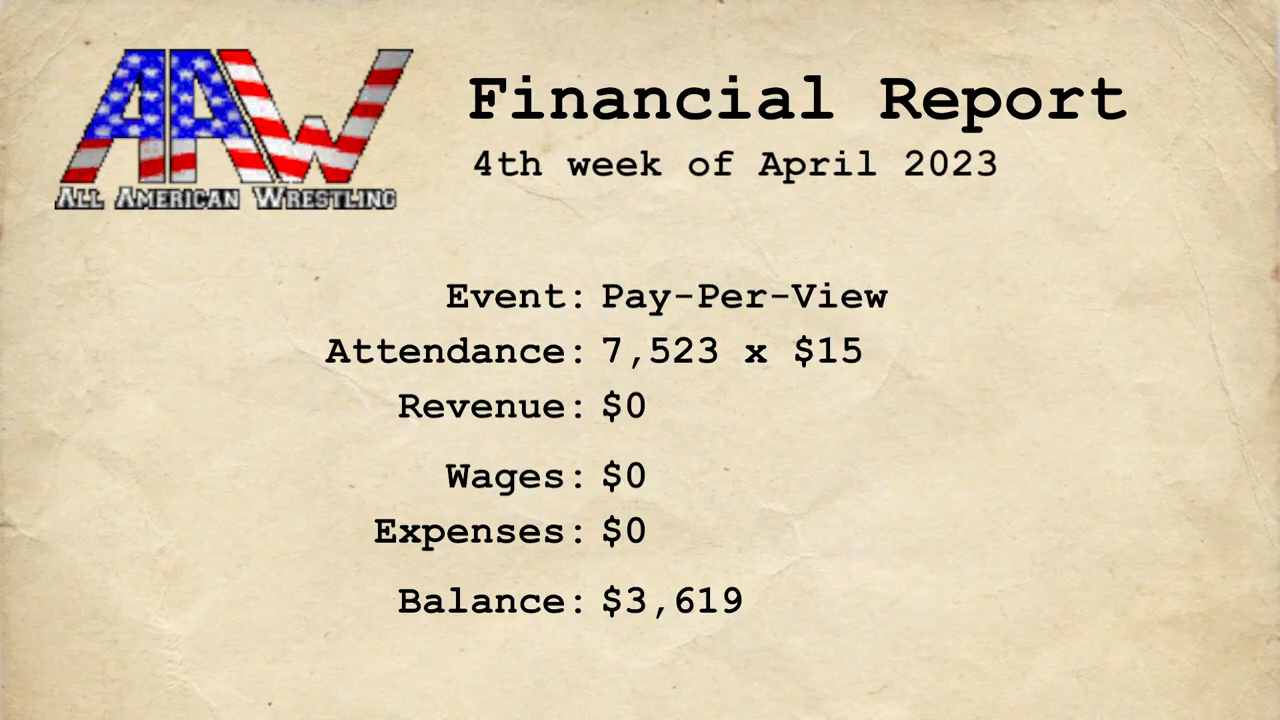 AAW
All American Wrestling
Financial Report
4th week of April 2023
Event: Pay-Per-View
Attendance: 7,523 x $15
Revenue: $0
Wages: $0
Expenses: $0
Balance: $3,619